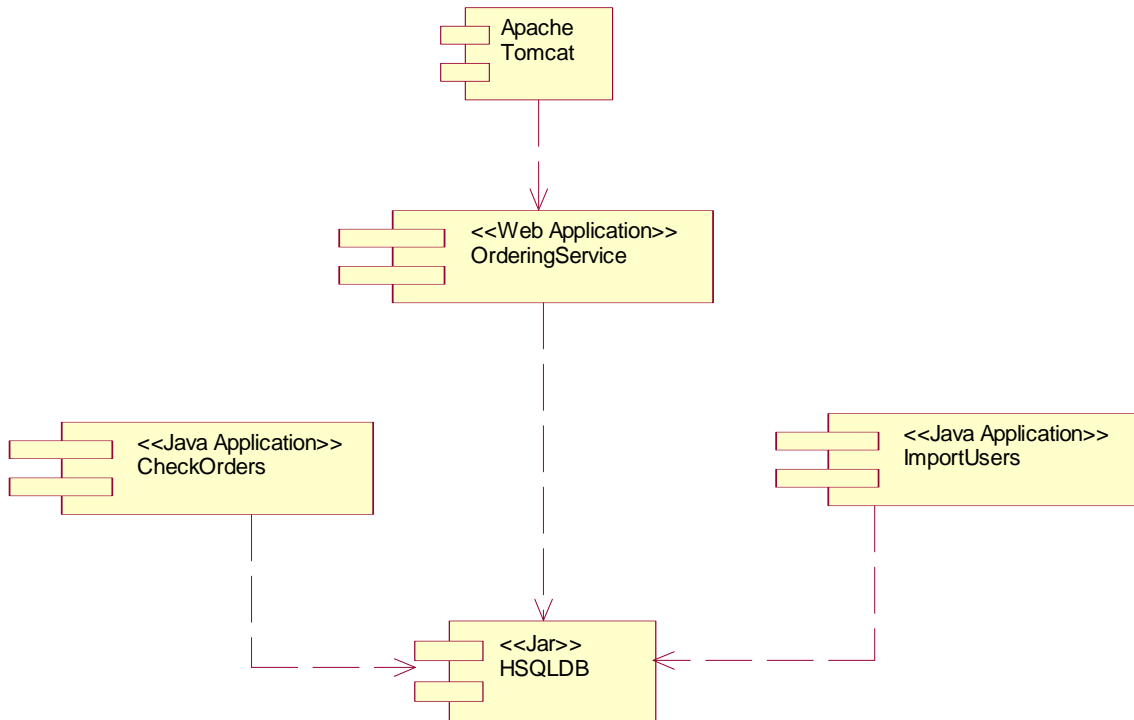 Apache
Tomcat
<<Web Application>>
OrderingService
<<Java Application>>
CheckOrders
<<Java Application>>
ImportUsers
<<Jar>>
HSQLDB